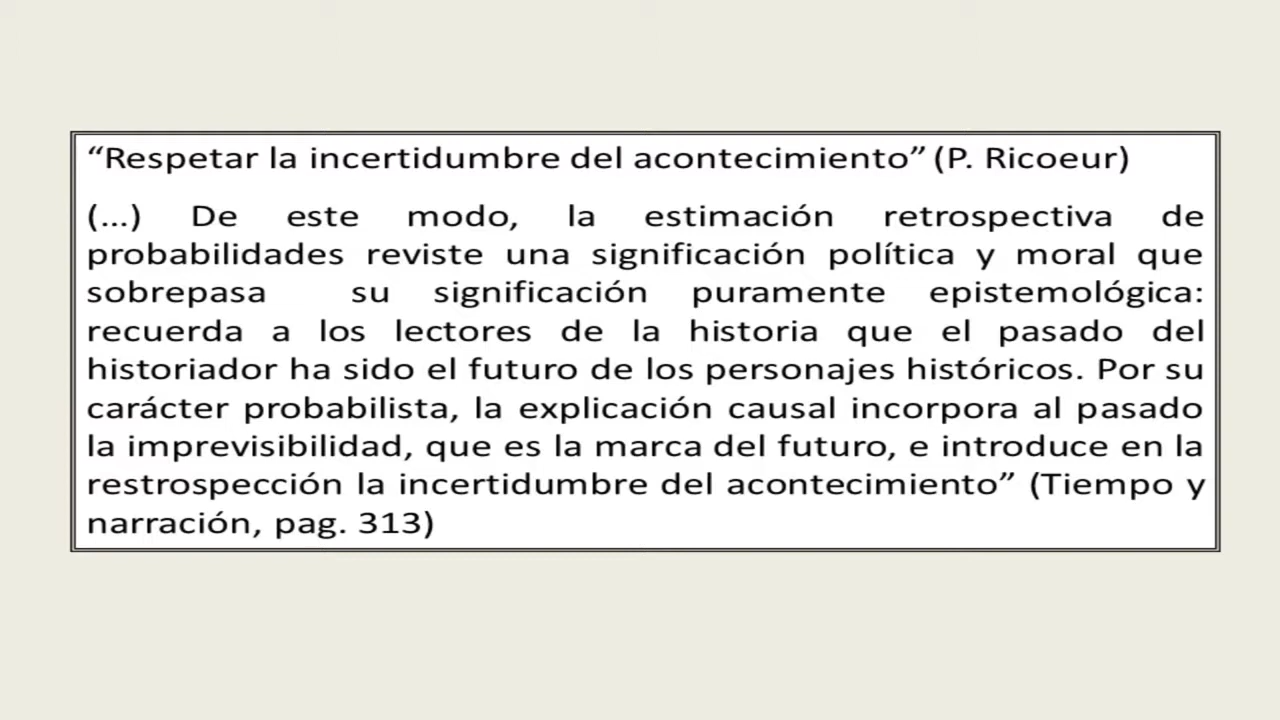 “Respetar la incertidumbre del acontecimiento” (P. Ricoeur)
(...) De este modo, la estimación retrospectiva de
probabilidades reviste una significación política y moral que
sobrepasa su significación puramente epistemológica:
recuerda a los lectores de la historia que el pasado del
historiador ha sido el futuro de los personajes históricos. Por su
carácter probabilista, la explicación causal incorpora al pasado
la imprevisibilidad, que es la marca del futuro, e introduce en la
restrospección la incertidumbre del acontecimiento” (Tiempo y
narración, pag. 313)